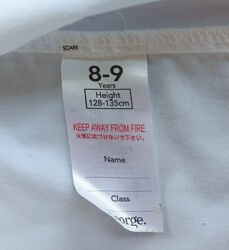 SCARE
8-9
Years
Height
128-135cm
KEEP AWAY FROM FIRE
火気に近づけないで下さい。
Name
Class
orge.